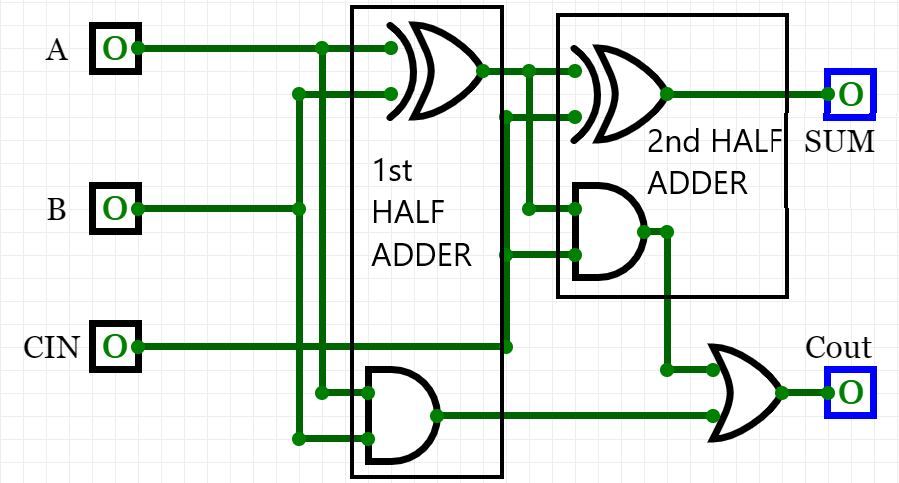 A
O
B
O
CIN
O
1st
HALF
ADDER
2nd HALF
ADDER
O
SUM
Cout
O